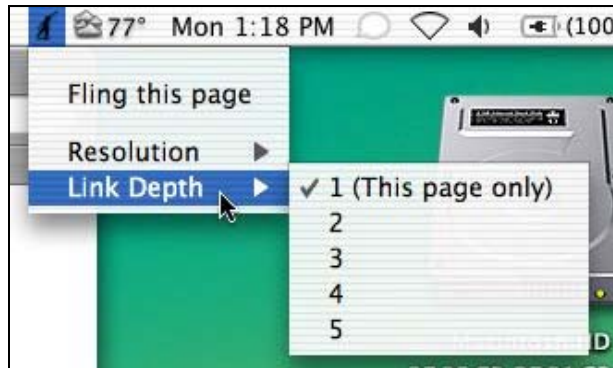 77° Mon 1:18 PM (100
Fling this page
Resolution
Link Depth
1 (This page only)
2
3
4
5